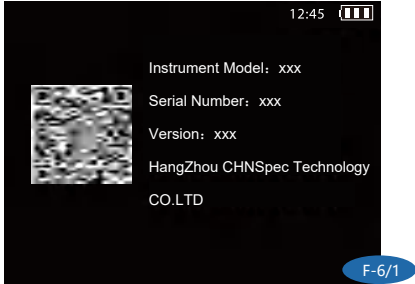 12:45
Instrument Model：xxx
Serial Number：xxx
Version：xxx
HangZhou CHNSpec Technology
CO.LTD
F-6/1